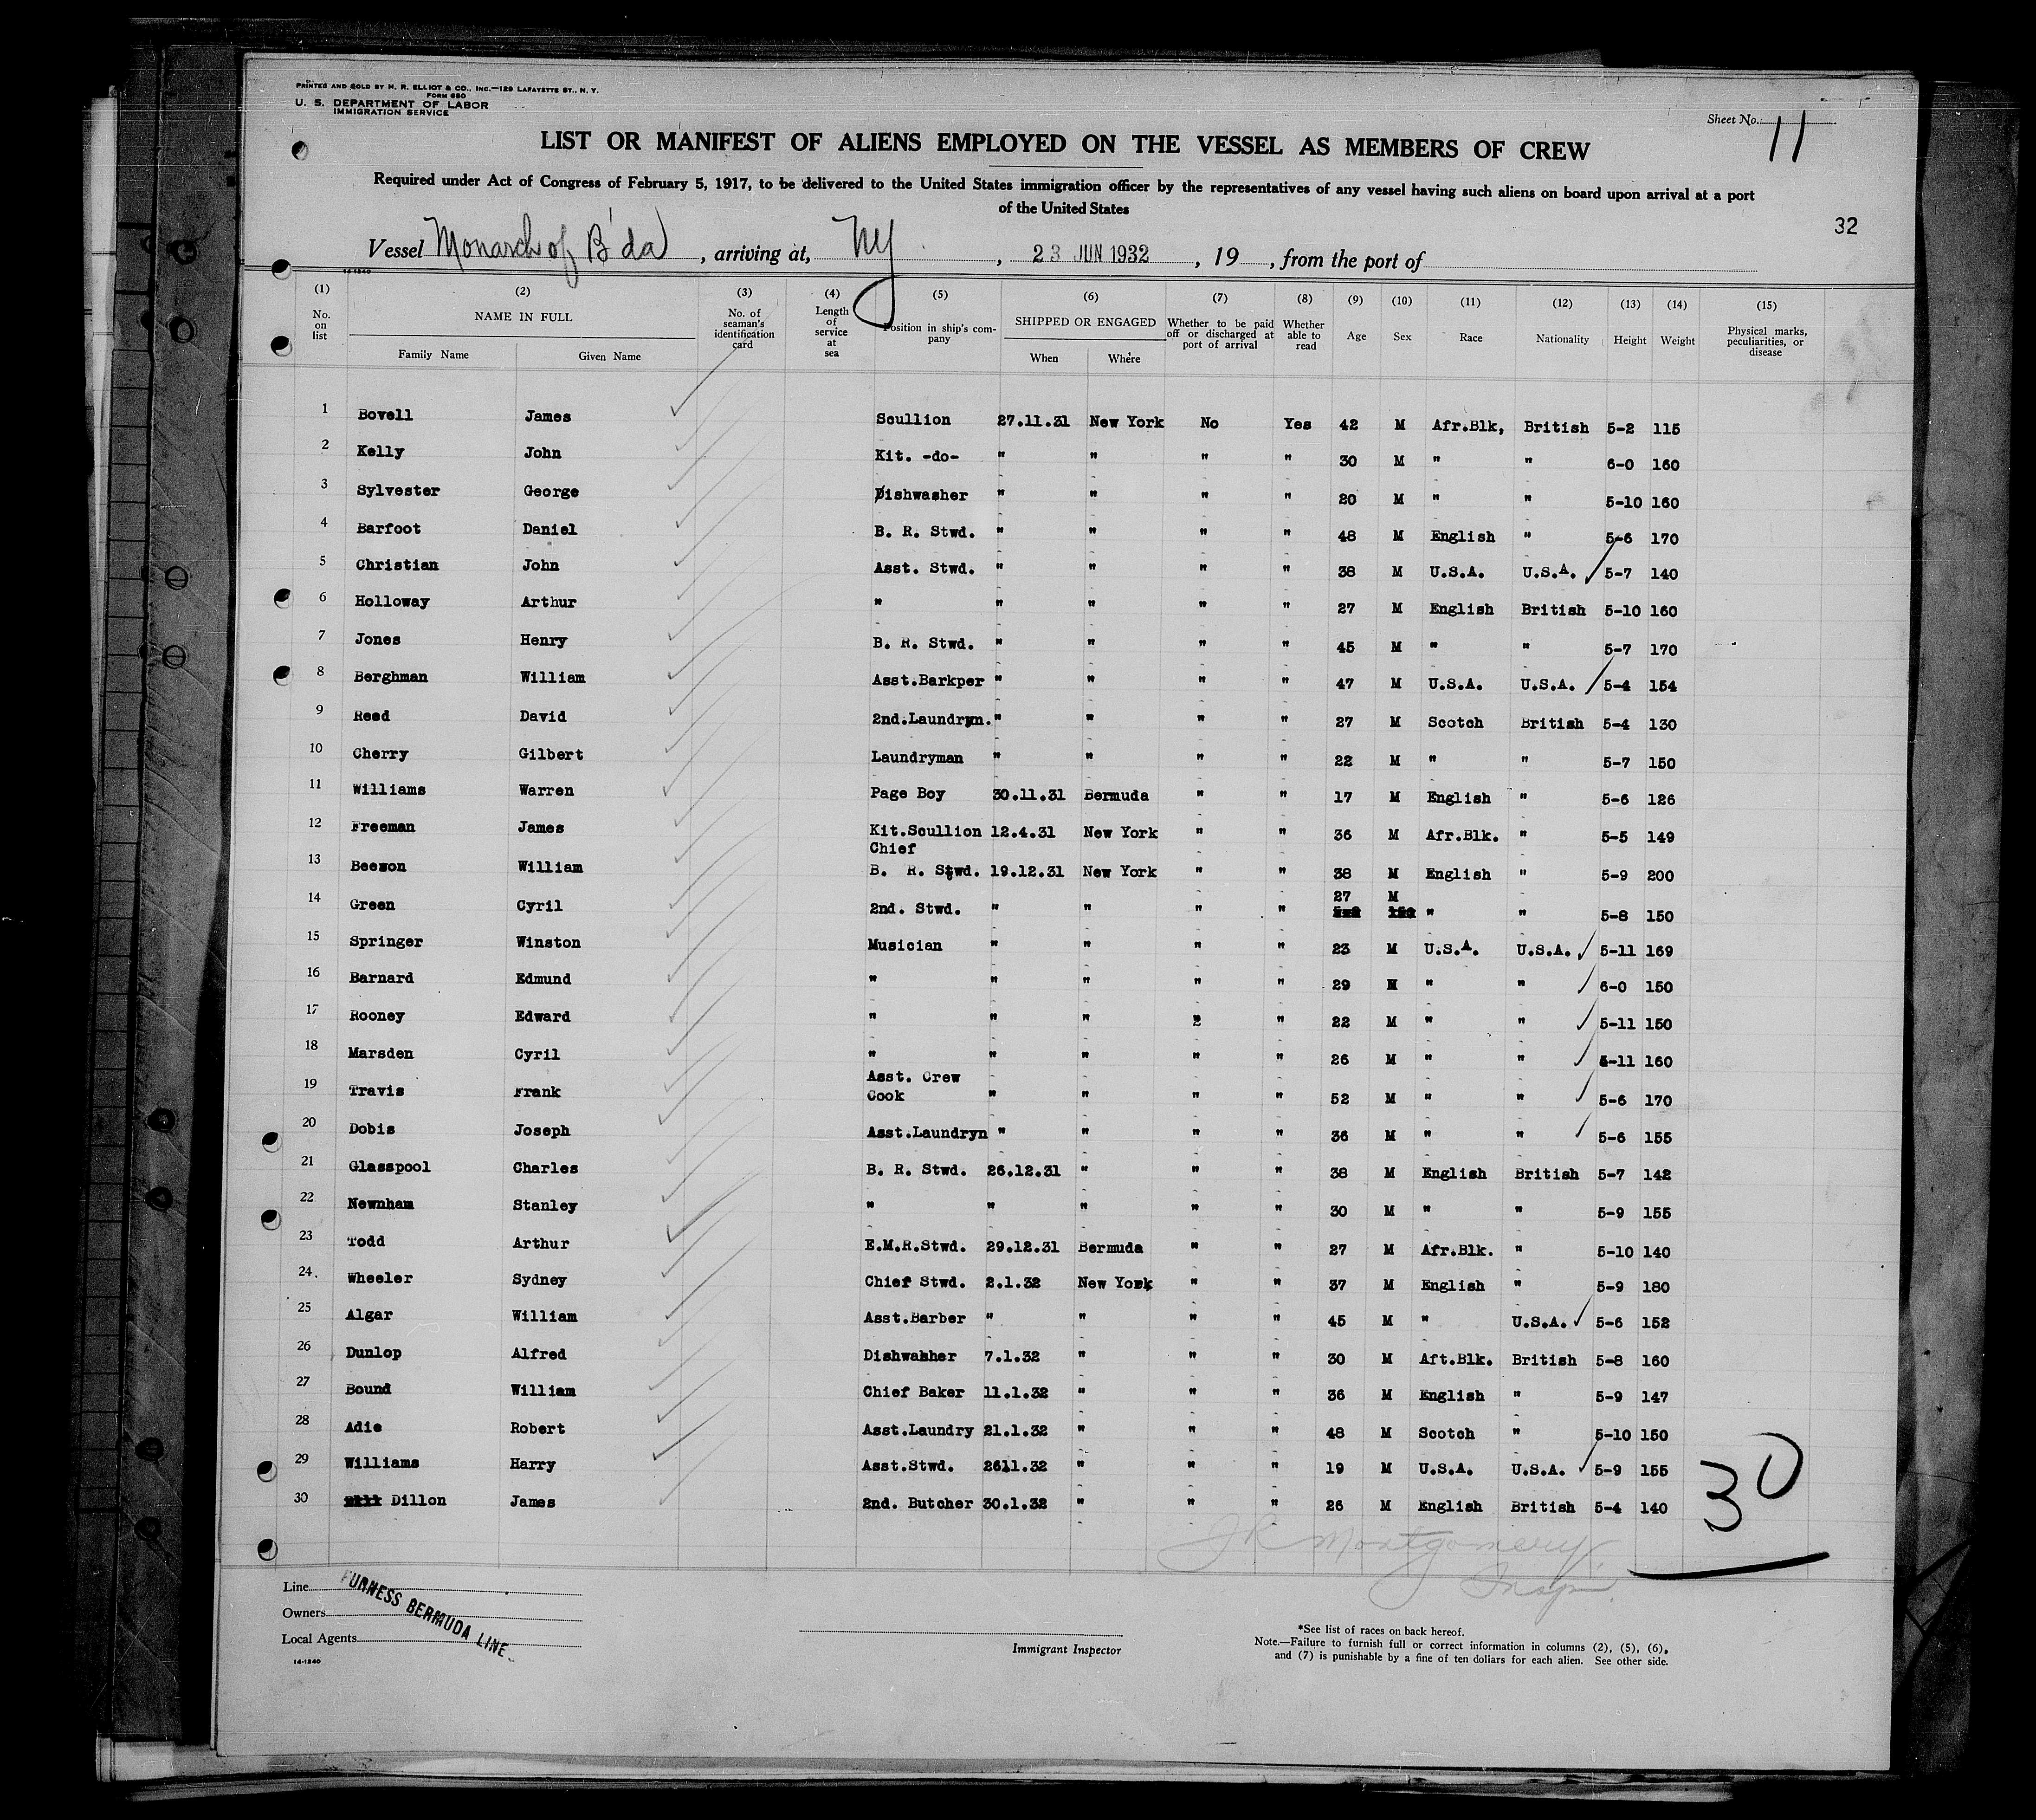 PRINTED AND SOLD BY H. R. ELLIOT & CO., INC.—129 LAFAYETTE ST., N. Y.
FORM 680
U. S. DEPARTMENT OF LABOR
IMMIGRATION SERVICE
Sheet No. 11
LIST OR MANIFEST OF ALIENS EMPLOYED ON THE VESSEL AS MEMBERS OF CREW
Required under Act of Congress of February 5, 1917, to be delivered to the United States immigration officer by the representatives of any vessel having such aliens on board upon arrival at a port
of the United States
32
Vessel Monarch of B'da, arriving at, NY, 23 JUN 1932, 19, from the port of
14-1240
(1) No. on list (2) NAME IN FULL Family Name Given Name (3) No. of seaman's identification card (4) Length of service at sea (5) Position in ship's company (6) SHIPPED OR ENGAGED When Where (7) Whether to be paid off or discharged at port of arrival (8) Whether able to read (9) Age (10) Sex (11) Race (12) Nationality (13) Height (14) Weight (15) Physical marks, peculiarities, or disease
1 Bovell James Scullion 27.11.31 New York No Yes 42 M Afr.Blk, British 5-2 115
2 Kelly John Kit. -do- " " " " 30 M " " 6-0 160
3 Sylvester George Dishwasher " " " " 20 M " " 5-10 160
4 Barfoot Daniel B. R. Stwd. " " " " 48 M English " 5-6 170
5 Christian John Asst. Stwd. " " " " 38 M U.S.A. U.S.A. 5-7 140
6 Holloway Arthur " " " " " 27 M English British 5-10 160
7 Jones Henry B. R. Stwd. " " " " 45 M " " 5-7 170
8 Berghman William Asst.Barkper " " " " 47 M U.S.A. U.S.A. 5-4 154
9 Reed David 2nd.Laundryn. " " " " 27 M Scotch British 5-4 130
10 Cherry Gilbert Laundryman " " " " 22 M " " 5-7 150
11 Williams Warren Page Boy 30.11.31 Bermuda " " 17 M English " 5-6 126
12 Freeman James Kit.Scullion 12.4.31 New York " " 36 M Afr.Blk. " 5-5 149
13 Beeson William Chief B. R. Stwd. 19.12.31 New York " " 38 M English " 5-9 200
14 Green Cyril 2nd. Stwd. " " " " 27 M " " 5-8 150
15 Springer Winston Musician " " " " 23 M U.S.A. U.S.A. 5-11 169
16 Barnard Edmund " " " " " 29 M " " 6-0 150
17 Rooney Edward " " " " " 22 M " " 5-11 150
18 Marsden Cyril " " " " " 26 M " " 5-11 160
19 Travis Frank Asst. Crew Cook " " " " 52 M " " 5-6 170
20 Dobis Joseph Asst.Laundryn " " " " 36 M " " 5-6 155
21 Glasspool Charles B. R. Stwd. 26.12.31 " " " 38 M English British 5-7 142
22 Newnham Stanley " " " " " 30 M " " 5-9 155
23 Todd Arthur E.M.R.Stwd. 29.12.31 Bermuda " " 27 M Afr.Blk. " 5-10 140
24. Wheeler Sydney Chief Stwd. 2.1.32 New York " " 37 M English " 5-9 180
25 Algar William Asst.Barber " " " " 45 M " U.S.A. 5-6 152
26 Dunlop Alfred Dishwahher 7.1.32 " " " 30 M Aft.Blk. British 5-8 160
27 Bound William Chief Baker 11.1.32 " " " 36 M English " 5-9 147
28 Adie Robert Asst.Laundry 21.1.32 " " " 48 M Scotch " 5-10 150
29 Williams Harry Asst.Stwd. 2611.32 " " " 19 M U.S.A. U.S.A. 5-9 155
30 Dillon James 2nd. Butcher 30.1.32 " " " 26 M English British 5-4 140
30
JR Montgomery
Insp.
Line
Owners
Local Agents
FURNESS BERMUDA LINE
14-1240
Immigrant Inspector
*See list of races on back hereof.
Note.—Failure to furnish full or correct information in columns (2), (5), (6),
and (7) is punishable by a fine of ten dollars for each alien. See other side.